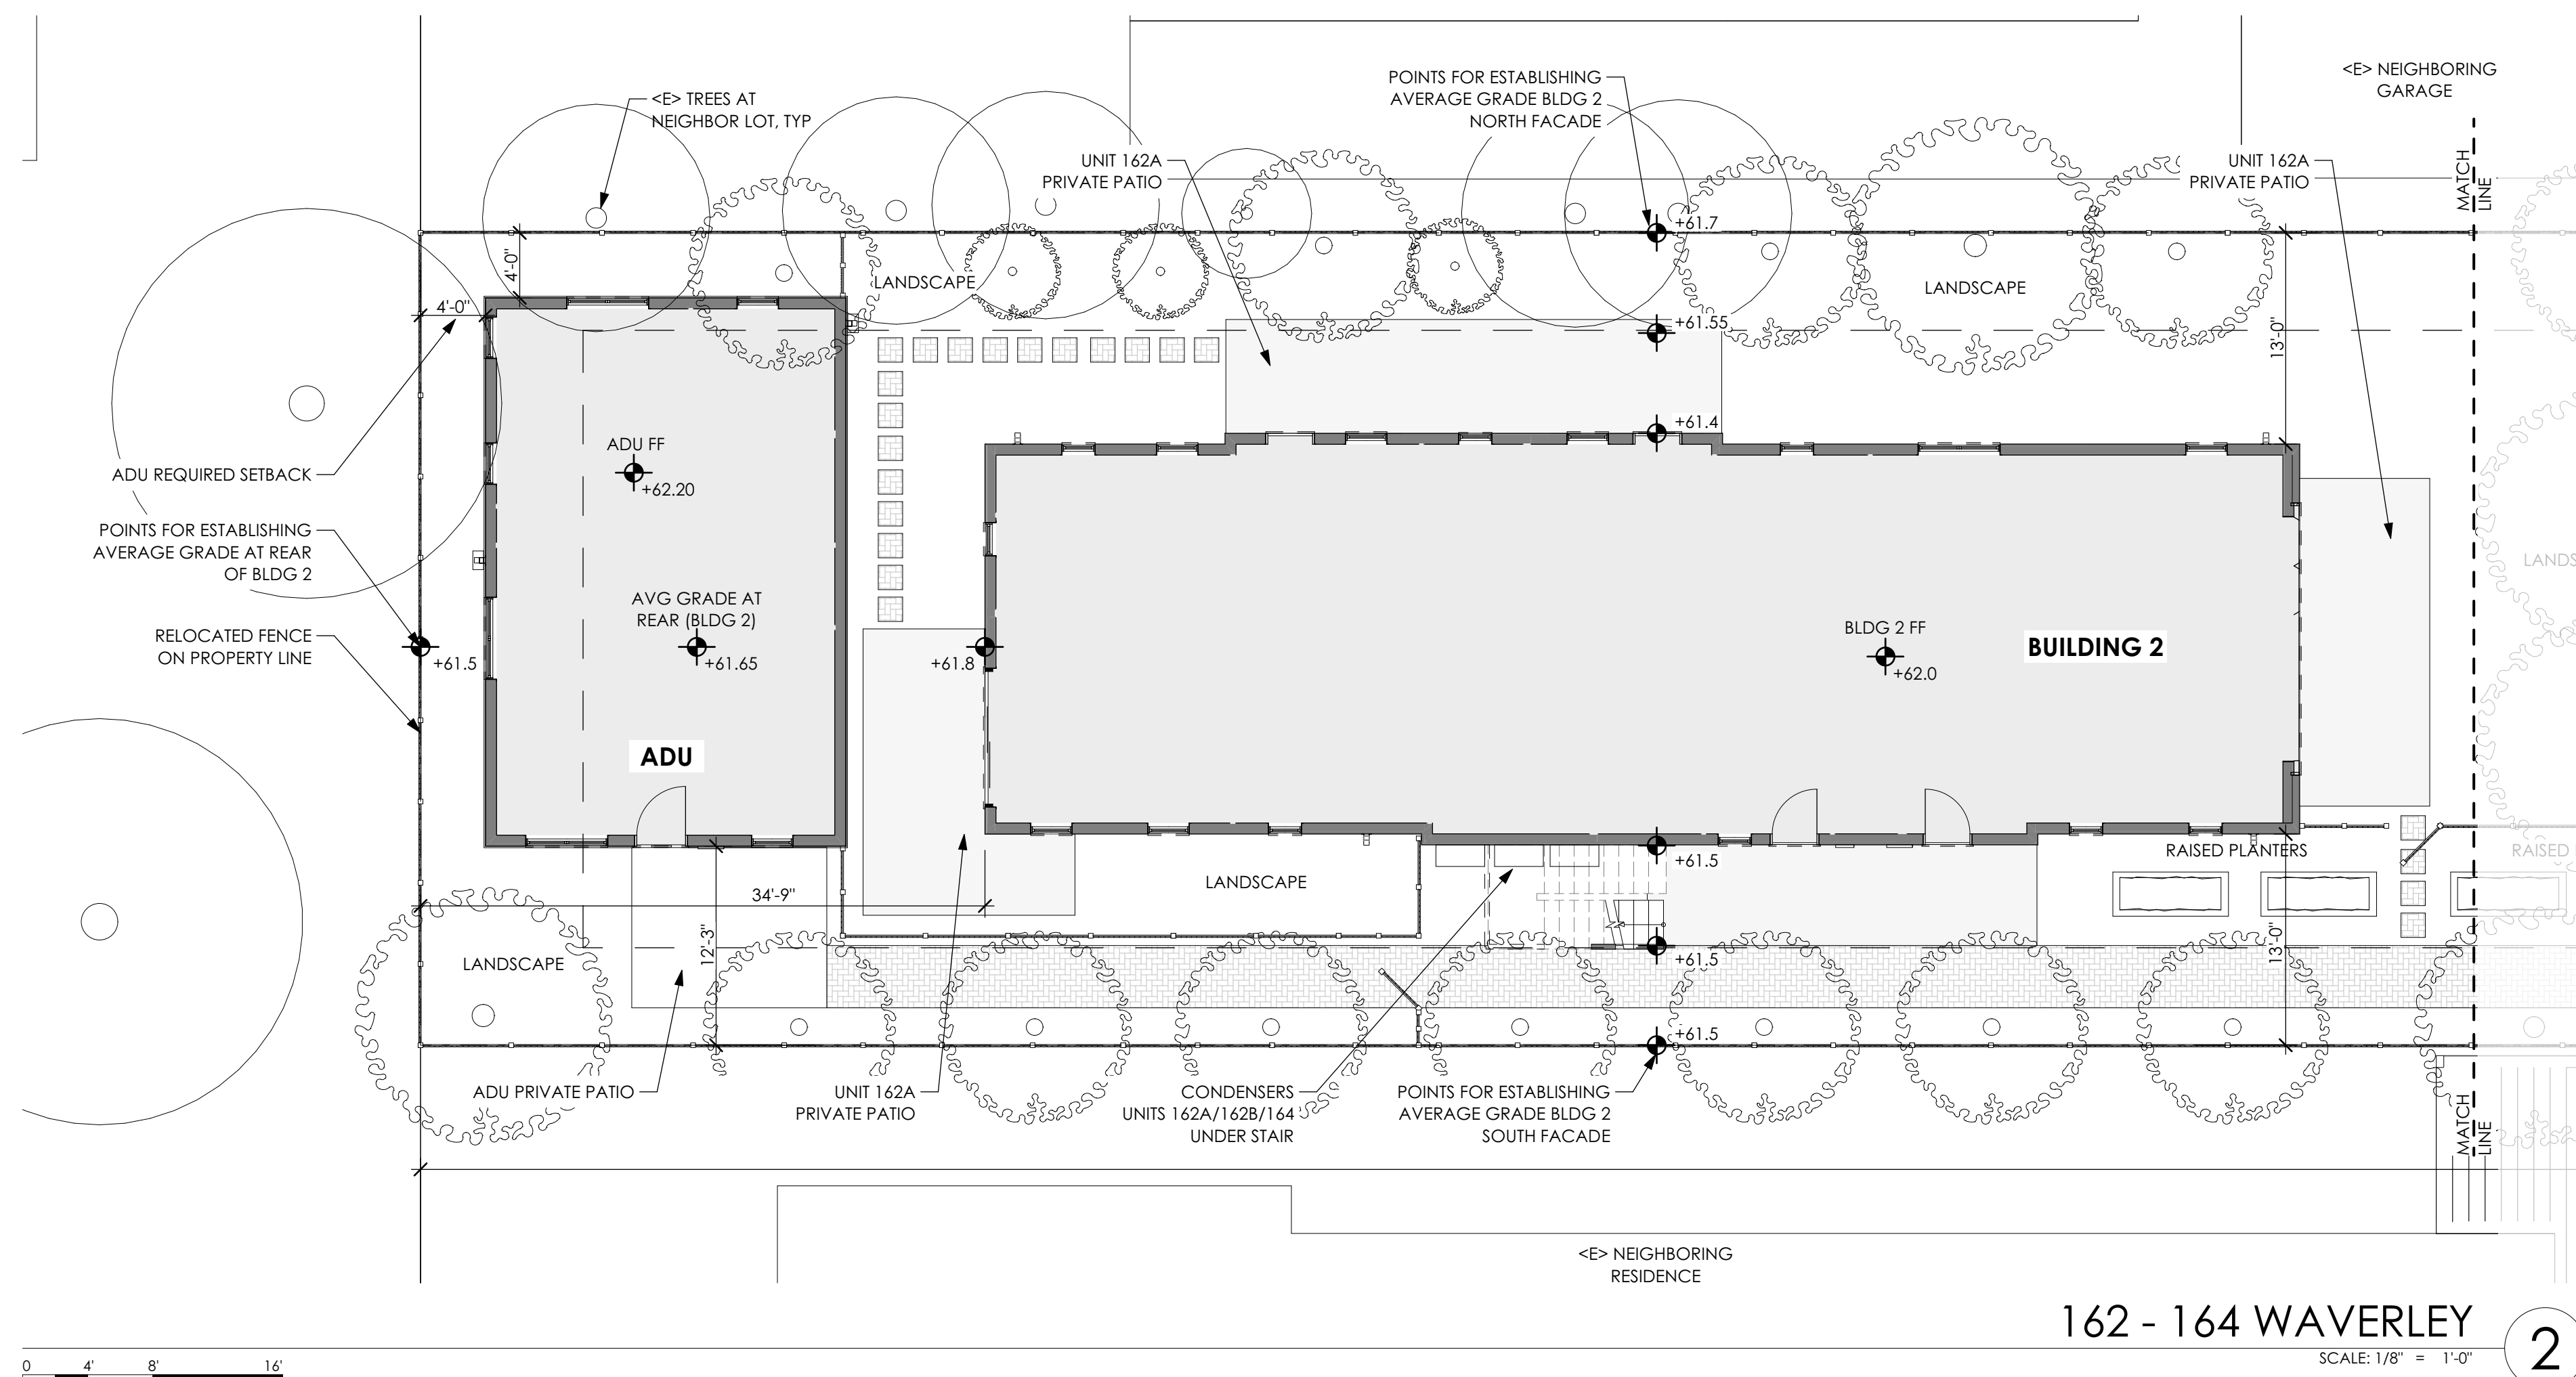 <E> TREES AT
NEIGHBOR LOT, TYP
POINTS FOR ESTABLISHING
AVERAGE GRADE BLDG 2
NORTH FACADE
<E> NEIGHBORING
GARAGE
UNIT 162A
PRIVATE PATIO
UNIT 162A
PRIVATE PATIO
MATCH
LINE
+61.7
4'-0"
LANDSCAPE
LANDSCAPE
4'-0"
+61.55
13'-0"
+61.4
ADU FF
+62.20
ADU REQUIRED SETBACK
POINTS FOR ESTABLISHING
AVERAGE GRADE AT REAR
OF BLDG 2
LANDS
AVG GRADE AT
REAR (BLDG 2)
+61.65
RELOCATED FENCE
ON PROPERTY LINE
+61.5
+61.8
BLDG 2 FF
+62.0
BUILDING 2
ADU
RAISED PLANTERS
RAISED
+61.5
LANDSCAPE
34'-9"
12'-3"
13'-0"
LANDSCAPE
+61.5
+61.5
ADU PRIVATE PATIO
UNIT 162A
PRIVATE PATIO
CONDENSERS
UNITS 162A/162B/164
UNDER STAIR
POINTS FOR ESTABLISHING
AVERAGE GRADE BLDG 2
SOUTH FACADE
MATCH
LINE
<E> NEIGHBORING
RESIDENCE
162 - 164 WAVERLEY
2
SCALE: 1/8" = 1'-0"
0 4' 8' 16'